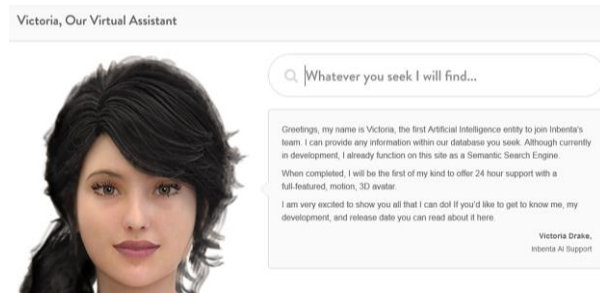 Victoria, Our Virtual Assistant
Whatever you seek I will find...
Greetings, my name is Victoria, the first Artificial Intelligence entity to join Inbenta's
team. I can provide any information within our database you seek. Although currently
in development, I already function on this site as a Semantic Search Engine.
When completed, I will be the first of my kind to offer 24 hour support with a
full-featured, motion, 3D avatar.
I am very excited to show you all that I can do! If you'd like to get to know me, my
development, and release date you can read about it here.
Victoria Drake,
Inbenta AI Support